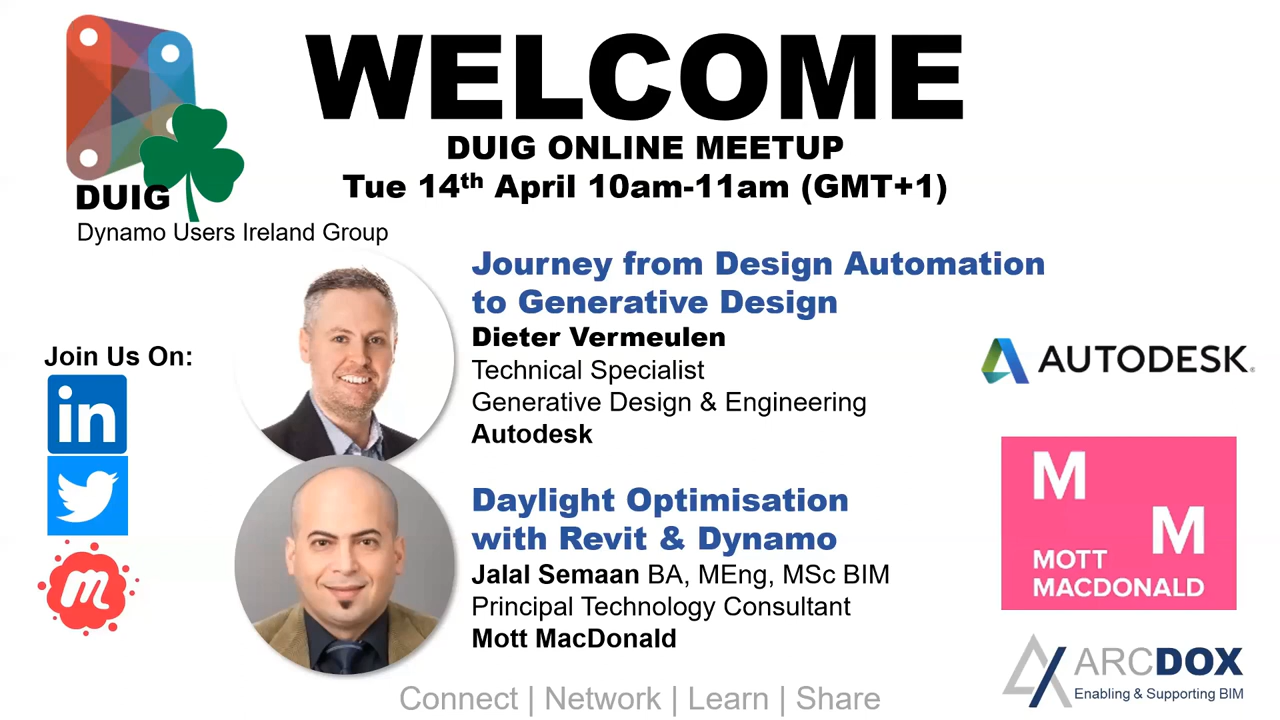 WELCOME
DUIG ONLINE MEETUP
Tue 14th April 10am-11am (GMT+1)
DUIG
Dynamo Users Ireland Group
Journey from Design Automation
to Generative Design
Dieter Vermeulen
Technical Specialist
Generative Design & Engineering
Autodesk
Join Us On:
in
m
AUTODESK®
Daylight Optimisation
with Revit & Dynamo
Jalal Semaan BA, MEng, MSc BIM
Principal Technology Consultant
Mott MacDonald
M
M
MOTT
MACDONALD
ARCDOX
Enabling & Supporting BIM
Connect | Network | Learn | Share